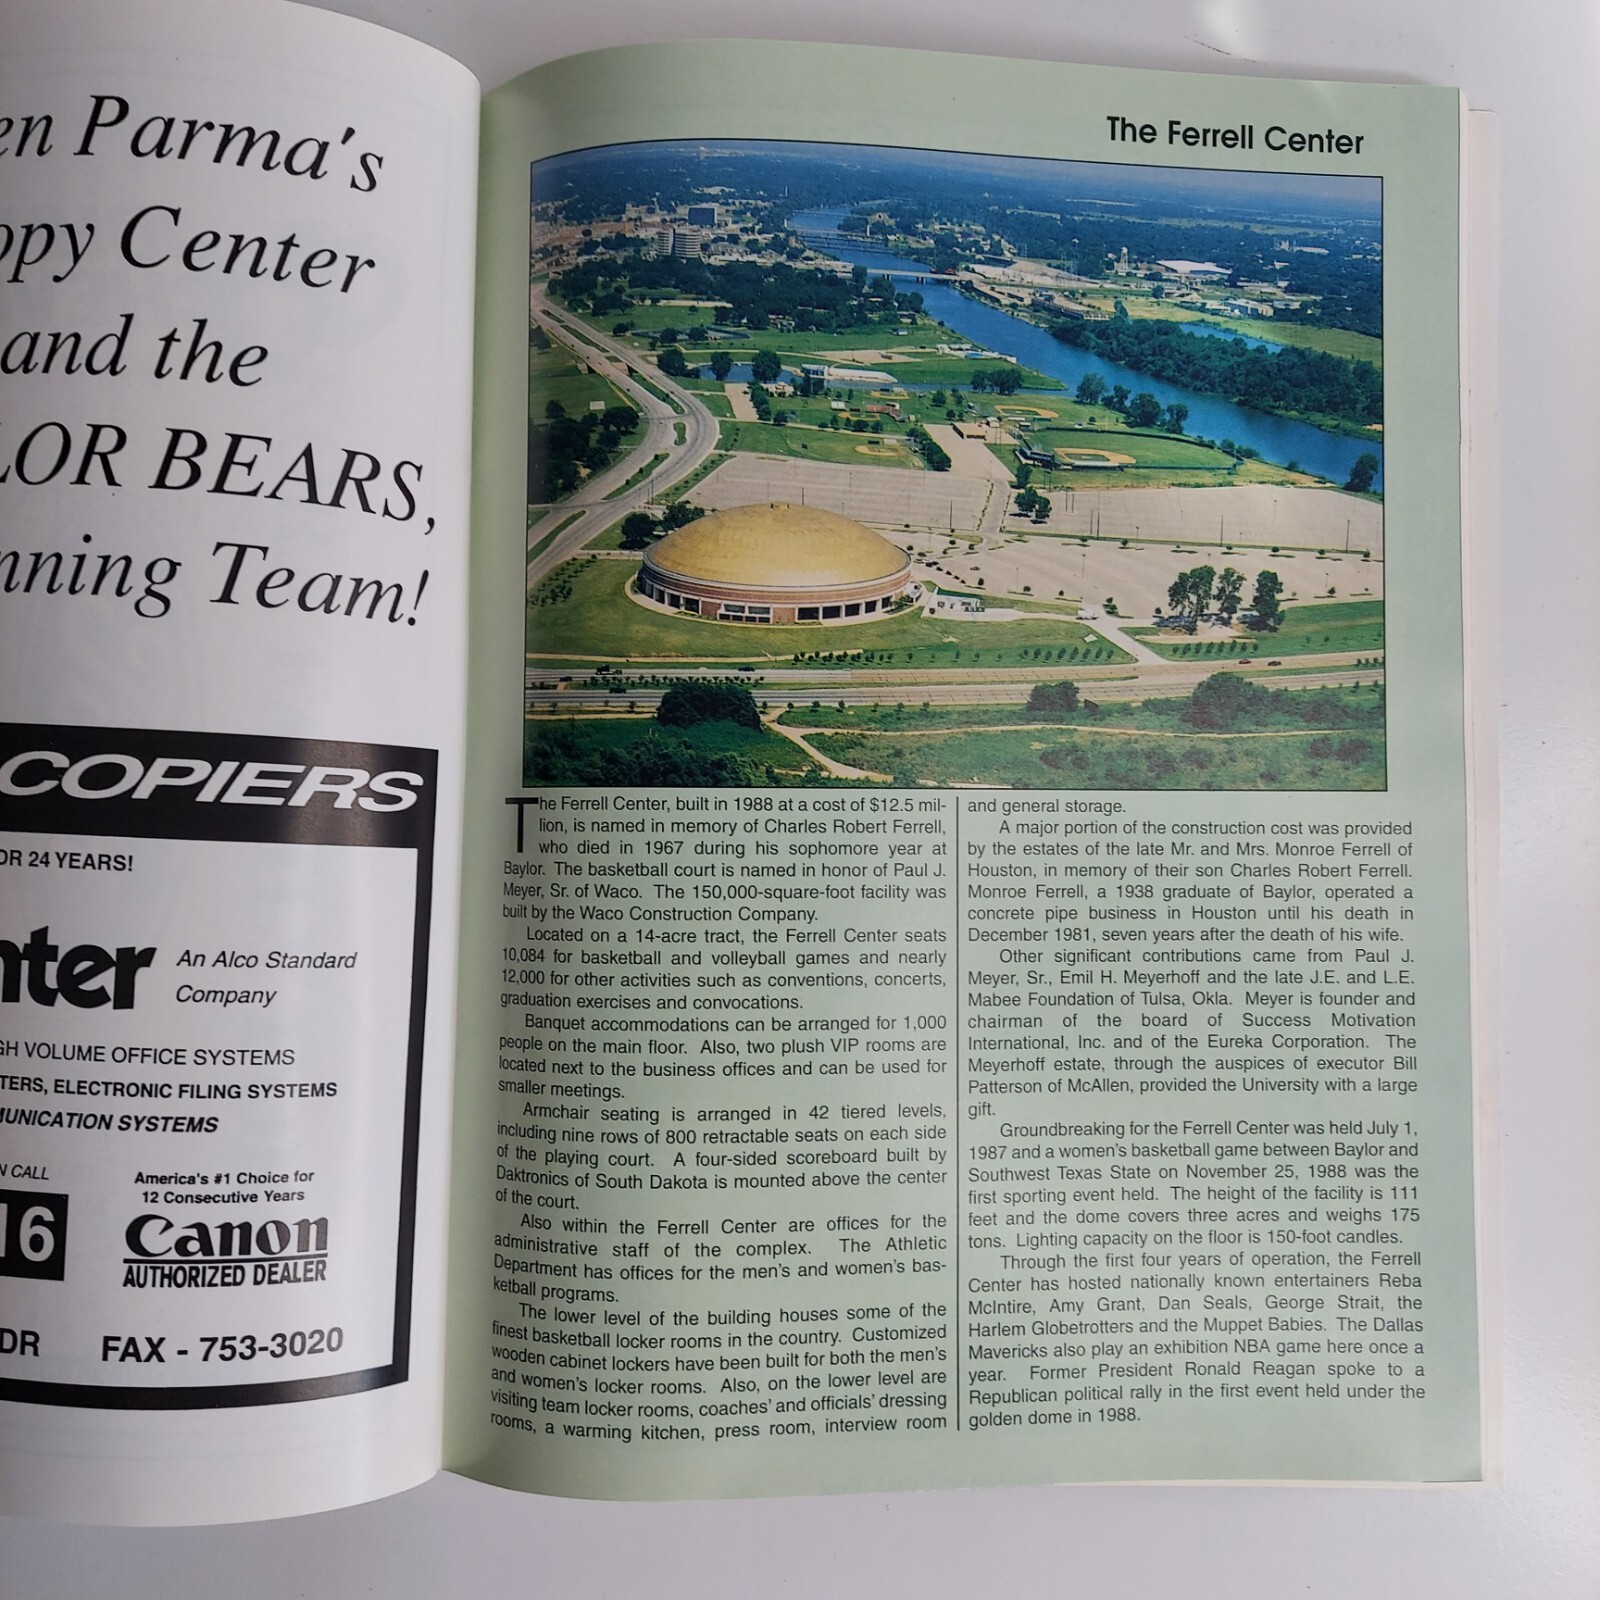 en Parma's
opy Center
and the
LOR BEARS,
nning Team!
COPIERS
OR 24 YEARS!
nter
An Alco Standard
Company
GH VOLUME OFFICE SYSTEMS
TERS, ELECTRONIC FILING SYSTEMS
MUNICATION SYSTEMS
N CALL
16
America's #1 Choice for
12 Consecutive Years
Canon
AUTHORIZED DEALER
DR
FAX - 753-3020
The Ferrell Center
The Ferrell Center, built in 1988 at a cost of $12.5 mil-
lion, is named in memory of Charles Robert Ferrell,
who died in 1967 during his sophomore year at
Baylor. The basketball court is named in honor of Paul J.
Meyer, Sr. of Waco. The 150,000-square-foot facility was
built by the Waco Construction Company.
Located on a 14-acre tract, the Ferrell Center seats
10,084 for basketball and volleyball games and nearly
12,000 for other activities such as conventions, concerts,
graduation exercises and convocations.
Banquet accommodations can be arranged for 1,000
people on the main floor. Also, two plush VIP rooms are
located next to the business offices and can be used for
smaller meetings.
Armchair seating is arranged in 42 tiered levels,
including nine rows of 800 retractable seats on each side
of the playing court. A four-sided scoreboard built by
Daktronics of South Dakota is mounted above the center
of the court.
Also within the Ferrell Center are offices for the
administrative staff of the complex. The Athletic
Department has offices for the men's and women's bas-
ketball programs.
The lower level of the building houses some of the
finest basketball locker rooms in the country. Customized
wooden cabinet lockers have been built for both the men's
and women's locker rooms. Also, on the lower level are
visiting team locker rooms, coaches' and officials' dressing
rooms, a warming kitchen, press room, interview room
and general storage.
A major portion of the construction cost was provided
by the estates of the late Mr. and Mrs. Monroe Ferrell of
Houston, in memory of their son Charles Robert Ferrell.
Monroe Ferrell, a 1938 graduate of Baylor, operated a
concrete pipe business in Houston until his death in
December 1981, seven years after the death of his wife.
Other significant contributions came from Paul J.
Meyer, Sr., Emil H. Meyerhoff and the late J.E. and L.E.
Mabee Foundation of Tulsa, Okla. Meyer is founder and
chairman of the board of Success Motivation
International, Inc. and of the Eureka Corporation. The
Meyerhoff estate, through the auspices of executor Bill
Patterson of McAllen, provided the University with a large
gift.
Groundbreaking for the Ferrell Center was held July 1,
1987 and a women's basketball game between Baylor and
Southwest Texas State on November 25, 1988 was the
first sporting event held. The height of the facility is 111
feet and the dome covers three acres and weighs 175
tons. Lighting capacity on the floor is 150-foot candles.
Through the first four years of operation, the Ferrell
Center has hosted nationally known entertainers Reba
McIntire, Amy Grant, Dan Seals, George Strait, the
Harlem Globetrotters and the Muppet Babies. The Dallas
Mavericks also play an exhibition NBA game here once a
year. Former President Ronald Reagan spoke to a
Republican political rally in the first event held under the
golden dome in 1988.